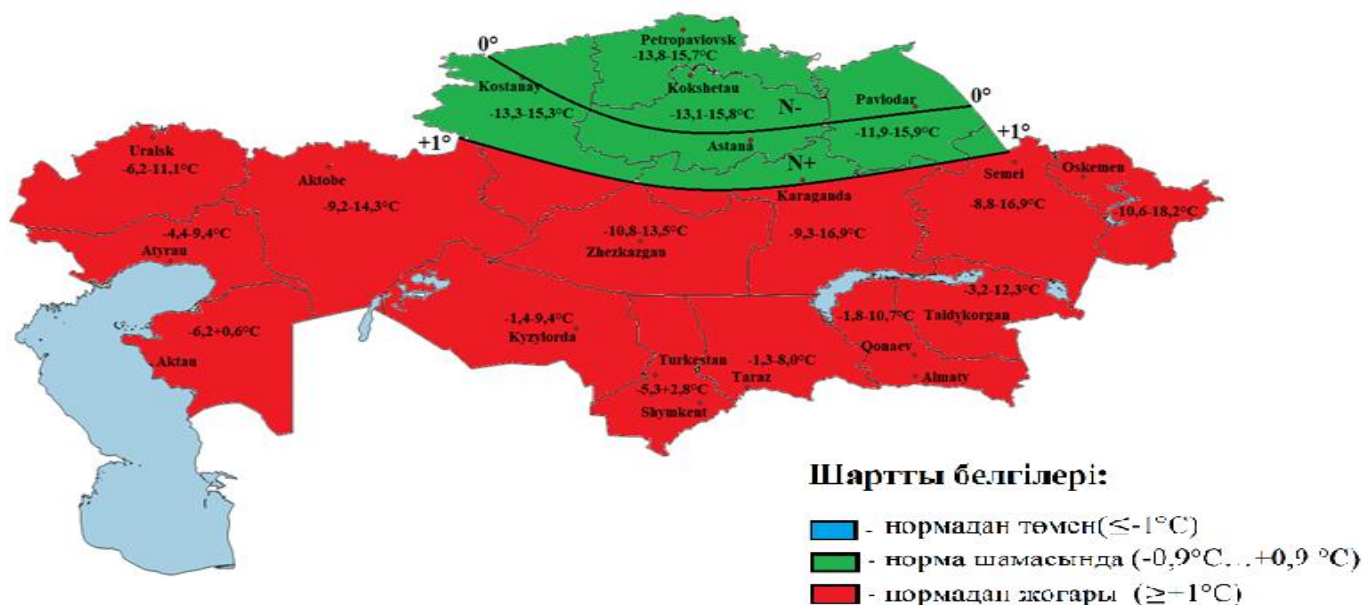 Petropavlovsk
-13,8-15,7°C
0°
Kostanay
-13,3-15,3°C
Kokshetau
-13,1-15,8°C
N-
Pavlodar
0°
-11,9-15,9°C
+1°
Astana
N+
+1°
Uralsk
-6,2-11,1°C
Aktobe
-9,2-14,3°C
Karaganda
-9,3-16,9°C
Semei
-8,8-16,9°C
Oskemen
-10,6-18,2°C
-4,4-9,4°C
Atyrau
-10,8-13,5°C
Zhezkazgan
-6,2+0,6°C
Aktau
-1,4-9,4°C
Kyzylorda
Turkestan
-5,3+2,8°C
Shymkent
-1,3-8,0°C
Taraz
-3,2-12,3°C
Taldykorgan
-1,8-10,7°C
Qonaev
Almaty
Шартты белгілері:
- нормадан төмен(≤-1°C)
- норма шамасында (-0,9°C…+0,9 °C)
- нормадан жоғары (≥+1°C)